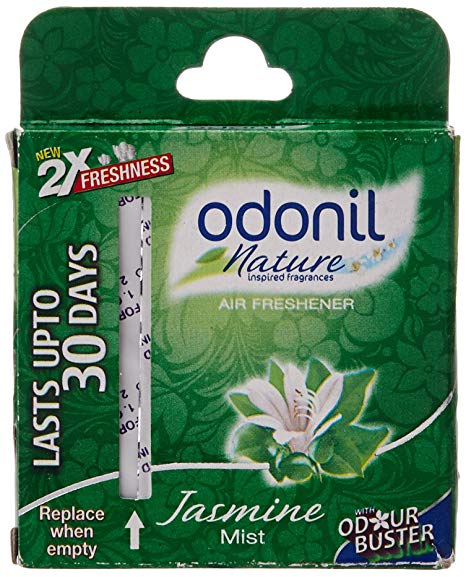 NEW
2X FRESHNESS
LASTS UPTO
30 DAYS
odonil
Nature
inspired fragrances
AIR FRESHENER
Jasmine
Mist
Replace
when
empty
WITH
ODOUR
BUSTER